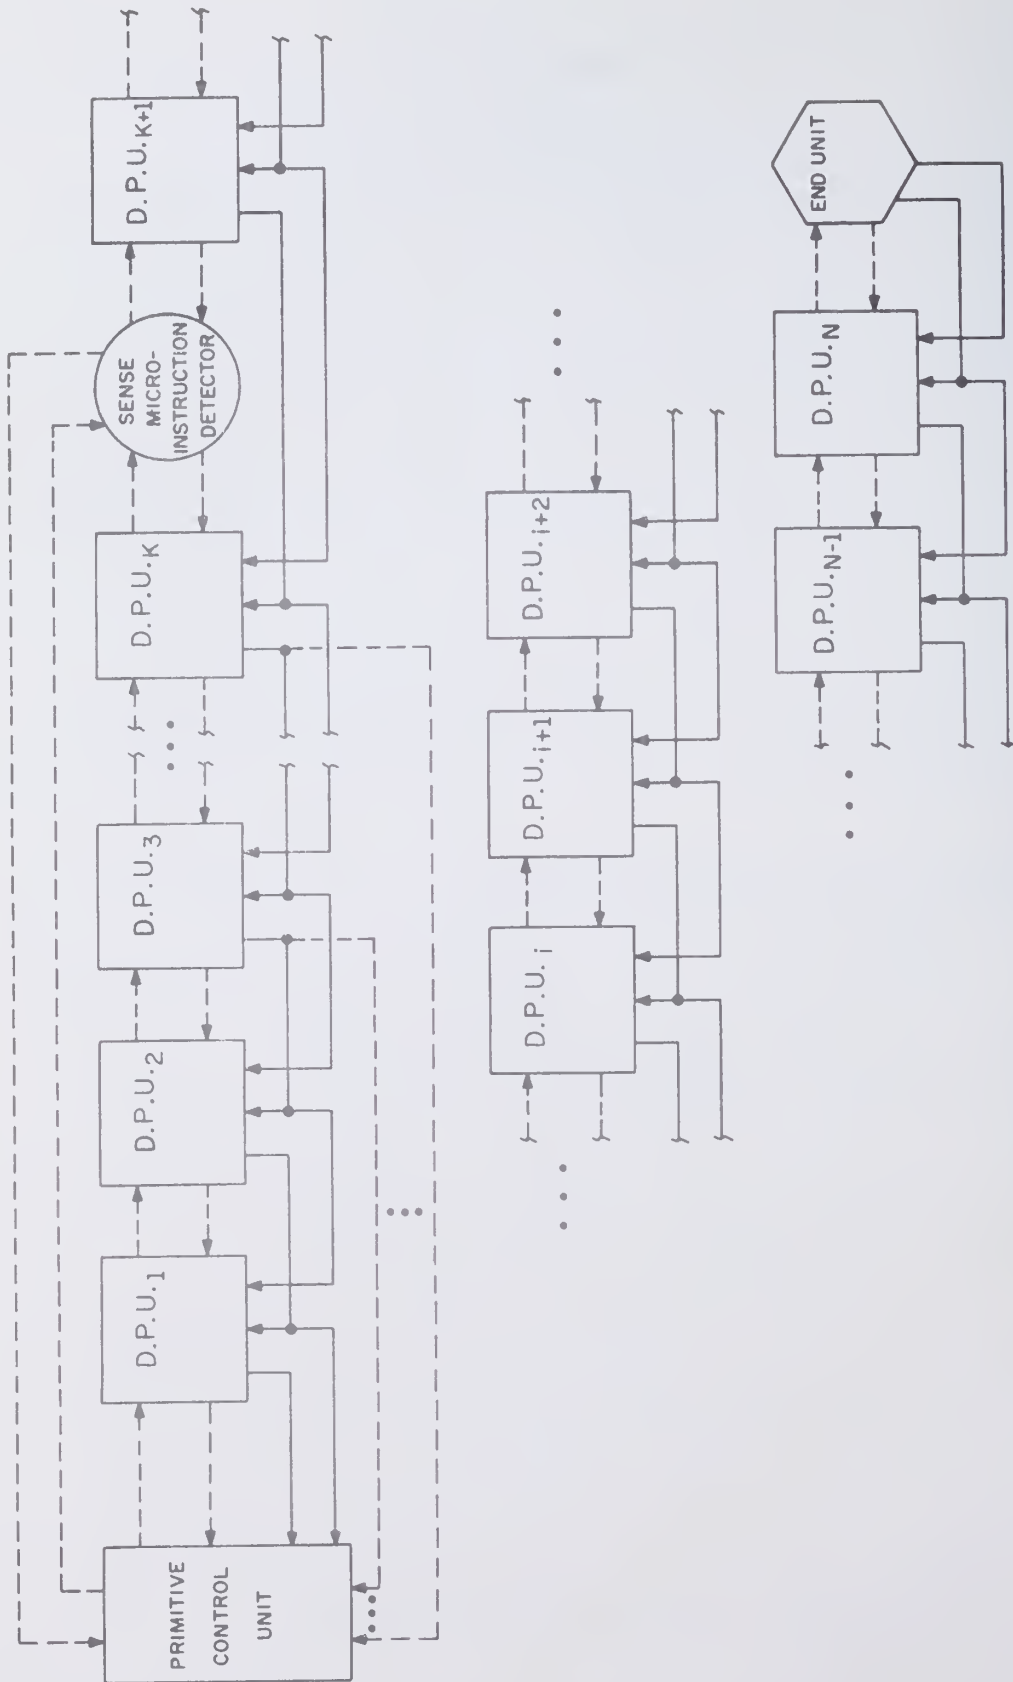 PRIMITIVE
CONTROL
UNIT
D.P.U.1
D.P.U.2
D.P.U.3
D.P.U.K
SENSE
MICRO-
INSTRUCTION
DETECTOR
D.P.U.K+1
D.P.U.i
D.P.U.i+1
D.P.U.i+2
D.P.U.N-1
D.P.U.N
END UNIT